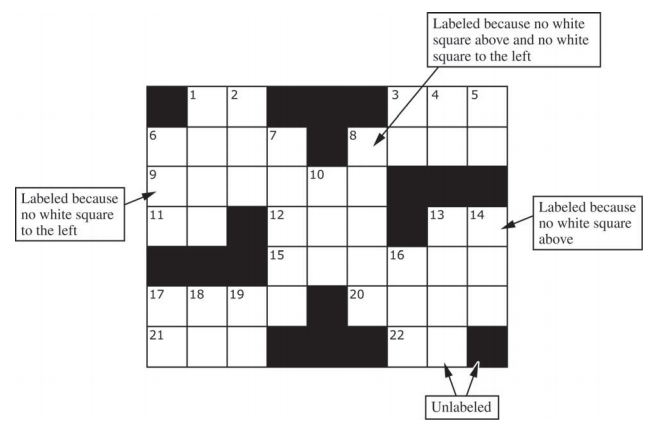 Labeled because no white
square above and no white
square to the left
1 2 3 4 5
6 7 8
9 10
Labeled because
no white square
to the left
11 12 13 14
Labeled because
no white square
above
15 16
17 18 19 20
21 22
Unlabeled